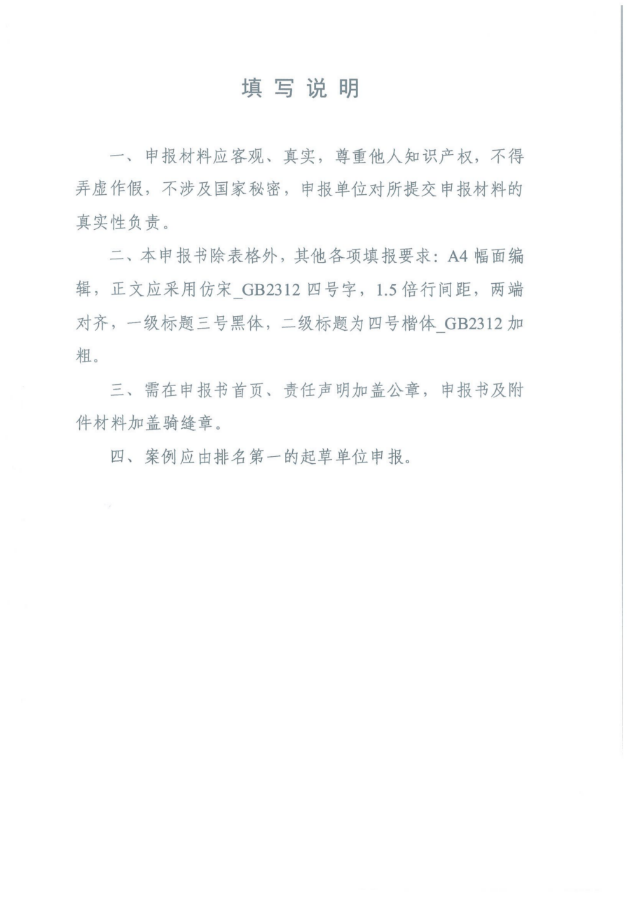 填写说明
一、申报材料应客观、真实，尊重他人知识产权，不得
弄虚作假，不涉及国家秘密，申报单位对所提交申报材料的
真实性负责。
二、本申报书除表格外，其他各项填报要求：A4 幅面编
辑，正文应采用仿宋_GB2312 四号字，1.5 倍行间距，两端
对齐，一级标题三号黑体，二级标题为四号楷体_GB2312 加
粗。
三、需在申报书首页、责任声明加盖公章，申报书及附
件材料加盖骑缝章。
四、案例应由排名第一的起草单位申报。